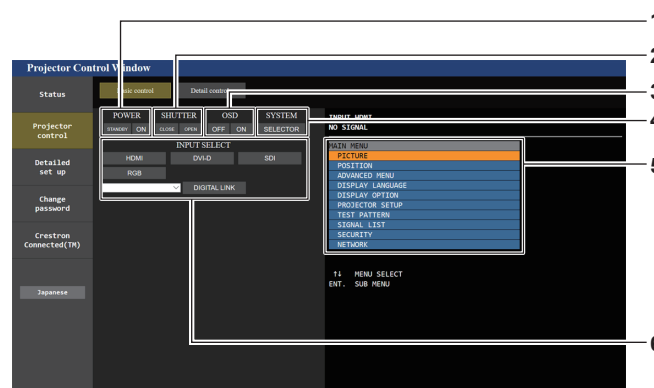 1
2
Projector Control Window
3
Status
Basic control
Detail control
4
POWER
SHUTTER
OSD
SYSTEM
STANDBY
ON
CLOSE
OPEN
OFF
ON
SELECTOR
INPUT HDMI
NO SIGNAL
Projector
control
INPUT SELECT
HDMI
DVI-D
SDI
RGB
DIGITAL LINK
MAIN MENU
PICTURE
POSITION
ADVANCED MENU
DISPLAY LANGUAGE
DISPLAY OPTION
PROJECTOR SETUP
TEST PATTERN
SIGNAL LIST
SECURITY
NETWORK
5
Detailed
set up
Change
password
Crestron
Connected(TM)
↑↓ MENU SELECT
ENT. SUB MENU
Japanese
6